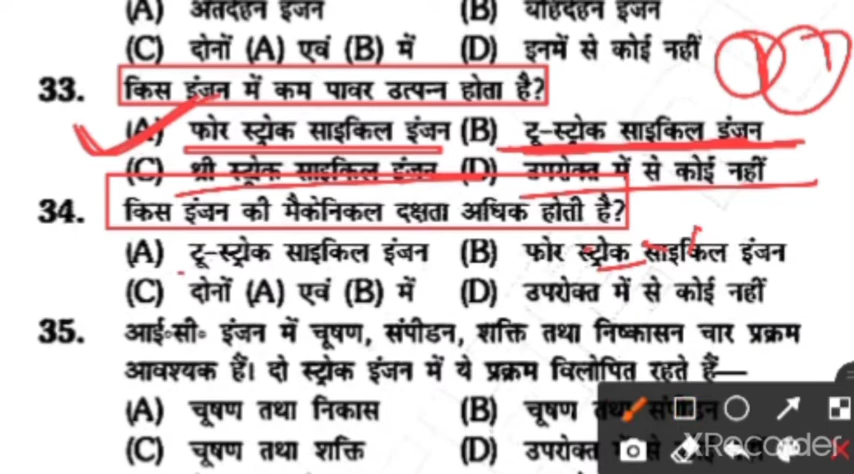 (A) अंतर्दहन इंजन (B) बहिर्दहन इंजन
(C) दोनों (A) एवं (B) में (D) इनमें से कोई नहीं
33. किस इंजन में कम पावर उत्पन्न होता है?
(A) फोर स्ट्रोक साइकिल इंजन (B) टू-स्ट्रोक साइकिल इंजन
(C) थ्री स्ट्रोक साइकिल इंजन (D) उपरोक्त में से कोई नहीं
34. किस इंजन की मैकेनिकल दक्षता अधिक होती है?
(A) टू-स्ट्रोक साइकिल इंजन (B) फोर स्ट्रोक साइकिल इंजन
(C) दोनों (A) एवं (B) में (D) उपरोक्त में से कोई नहीं
35. आई॰सी॰ इंजन में चूषण, संपीडन, शक्ति तथा निष्कासन चार प्रक्रम
आवश्यक हैं। दो स्ट्रोक इंजन में ये प्रक्रम विलोपित रहते हैं—
(A) चूषण तथा निकास (B) चूषण तथा संपीडन
(C) चूषण तथा शक्ति (D) उपरोक्त में
XRecorder